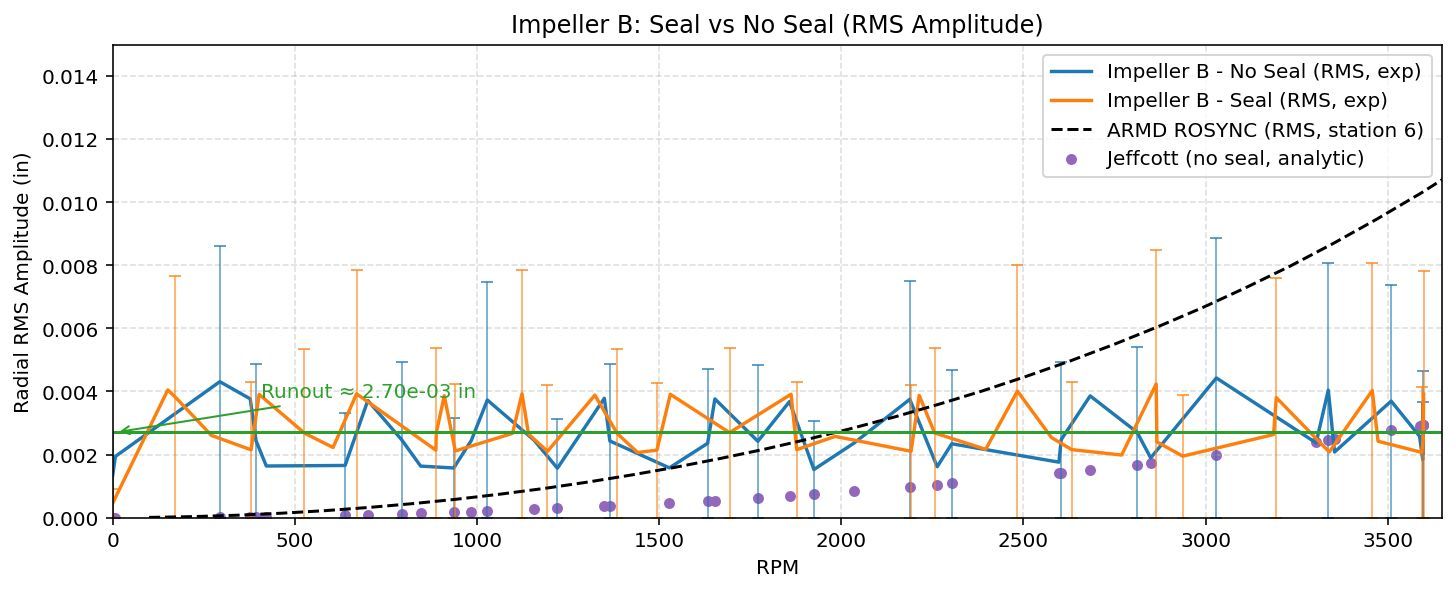 Impeller B: Seal vs No Seal (RMS Amplitude)
Impeller B - No Seal (RMS, exp)
Impeller B - Seal (RMS, exp)
ARMD ROSYNC (RMS, station 6)
Jeffcott (no seal, analytic)
Radial RMS Amplitude (in)
0.014
0.012
0.010
0.008
0.006
0.004
0.002
0.000
Runout ≈ 2.70e-03 in
0 500 1000 1500 2000 2500 3000 3500
RPM